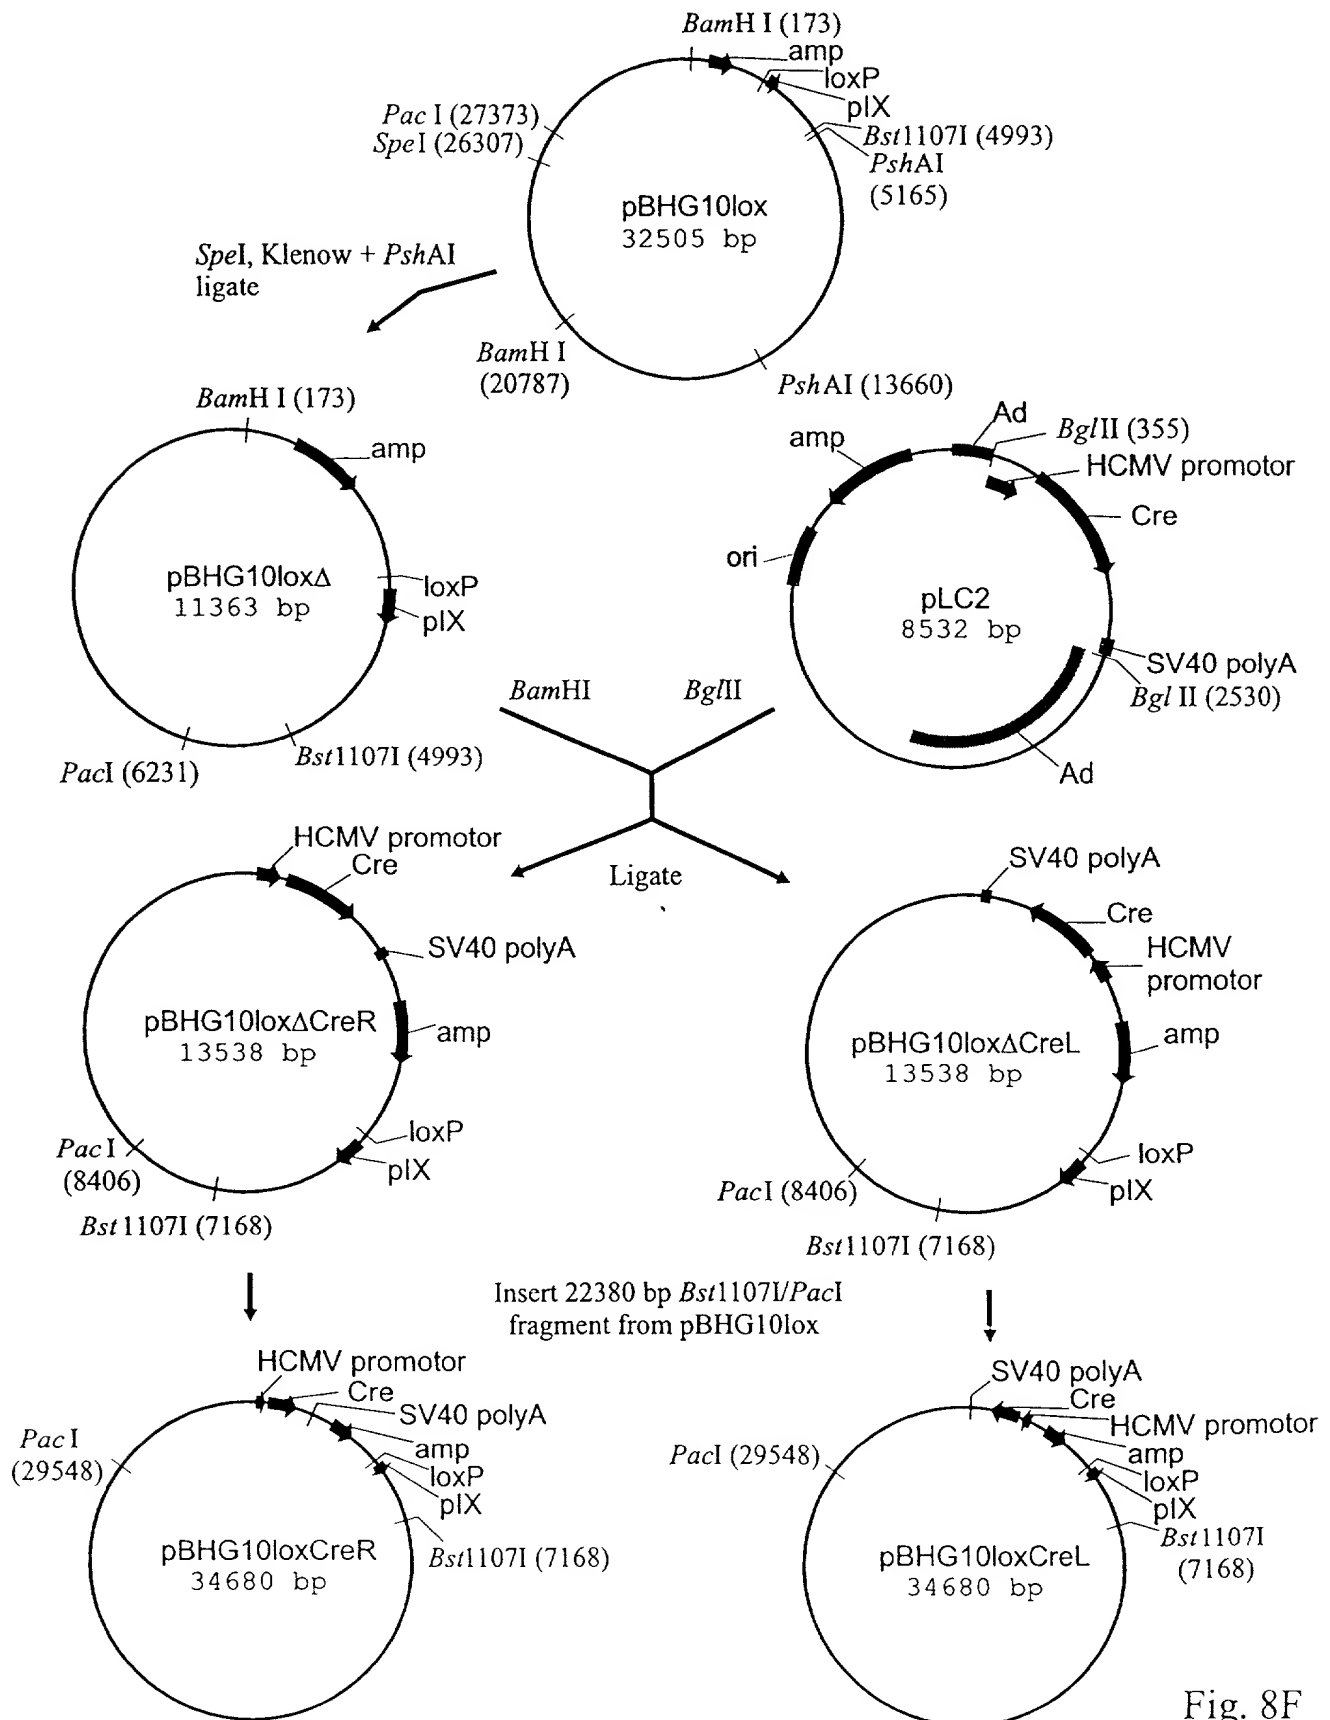 BamH I (173)
amp
loxP
pIX
Pac I (27373)
SpeI (26307)
Bst1107I (4993)
PshAI
(5165)
pBHG10lox
32505 bp
SpeI, Klenow + PshAI
ligate
BamH I
(20787)
PshAI (13660)
BamH I (173)
amp
loxP
pIX
pBHG10loxΔ
11363 bp
PacI (6231)
Bst1107I (4993)
amp
Ad
BglII (355)
HCMV promotor
Cre
ori
pLC2
8532 bp
SV40 polyA
Bgl II (2530)
Ad
BamHI
BglII
Ligate
HCMV promotor
Cre
SV40 polyA
pBHG10loxΔCreR
13538 bp
amp
loxP
pIX
Pac I
(8406)
Bst1107I (7168)
SV40 polyA
Cre
HCMV
promotor
pBHG10loxΔCreL
13538 bp
amp
loxP
pIX
PacI (8406)
Bst1107I (7168)
Insert 22380 bp Bst1107I/PacI
fragment from pBHG10lox
HCMV promotor
Cre
SV40 polyA
amp
loxP
pIX
Pac I
(29548)
pBHG10loxCreR
34680 bp
Bst1107I (7168)
SV40 polyA
Cre
HCMV promotor
amp
loxP
pIX
PacI (29548)
Bst1107I
(7168)
pBHG10loxCreL
34680 bp
Fig. 8F